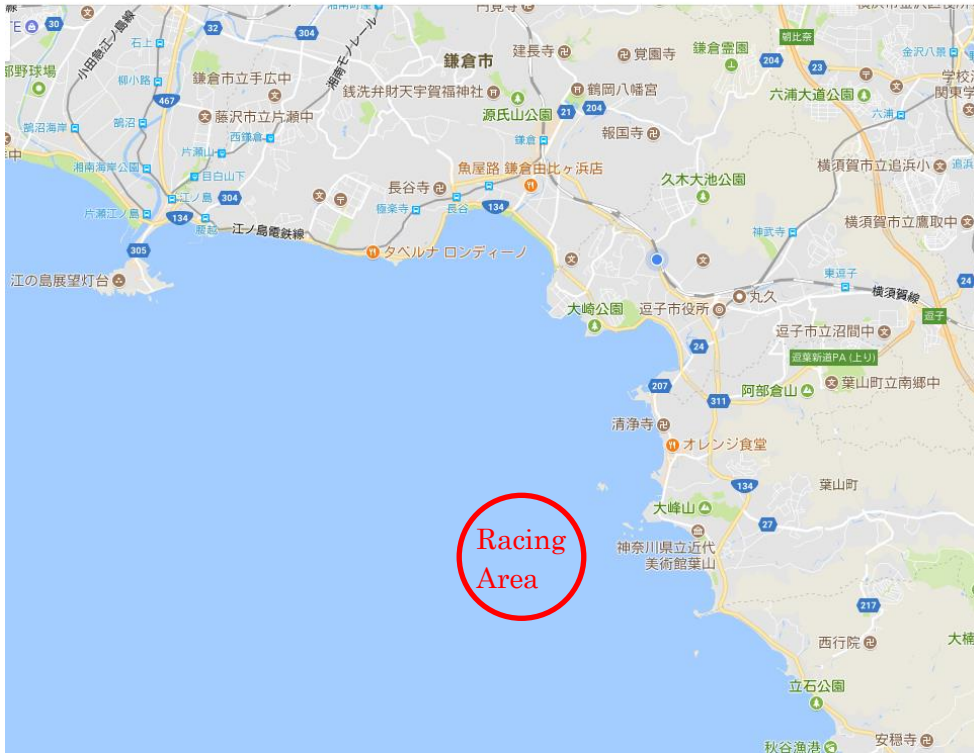 30
石上
小田急江ノ島線
32
304
湘南モノレール
建長寺
覚園寺
鎌倉霊園
朝比奈
204
23
金沢八景
部野球場
柳小路
鎌倉市立手広中
鎌倉市
銭洗弁財天宇賀福神社
鶴岡八幡宮
六浦大道公園
関東学
467
藤沢市立片瀬中
源氏山公園
21
204
六浦
鵠沼海岸
鵠沼
西鎌倉
鎌倉
報国寺
片瀬山
魚屋路 鎌倉由比ヶ浜店
横須賀市立追浜小
追浜
湘南海岸公園
目白山下
長谷寺
久木大池公園
江ノ島
304
極楽寺
長谷
134
片瀬江ノ島
134
腰越
江ノ島電鉄線
神武寺
横須賀市立鷹取中
305
タベルナ ロンディーノ
江の島展望灯台
東逗子
横須賀線
24
大崎公園
逗子市役所
丸久
逗子
逗子市立沼間中
24
逗葉新道PA (上り)
207
311
阿部倉山
葉山町立南郷中
清浄寺
オレンジ食堂
134
葉山町
大峰山
27
Racing
Area
神奈川県立近代
美術館葉山
217
西行院
大楠
立石公園
秋谷漁港
安穏寺